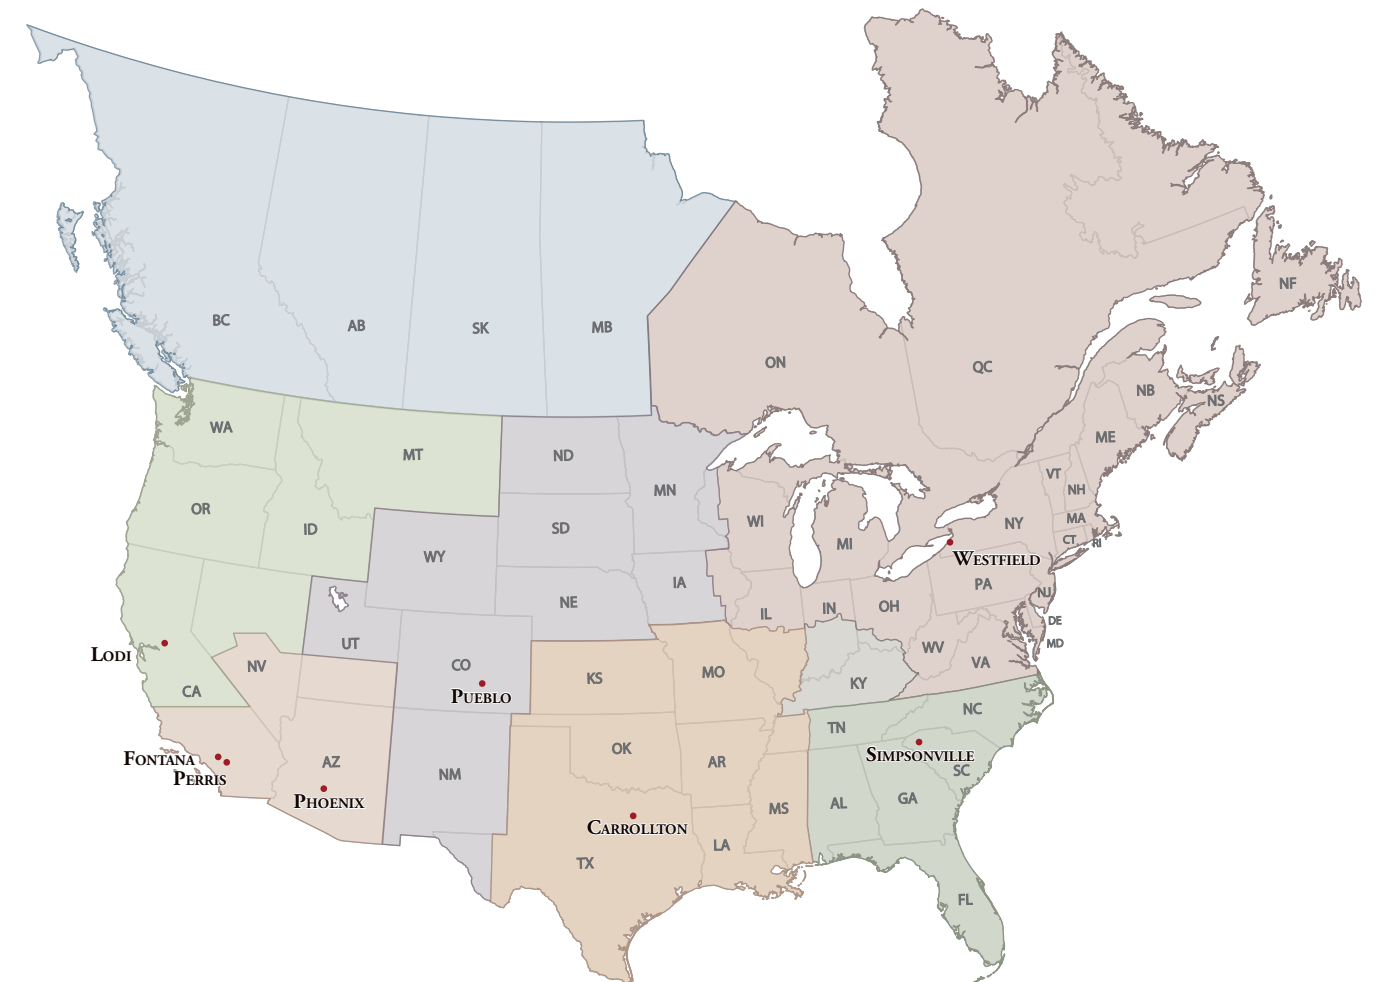 NF
BC
AB
SK
MB
ON
QC
NB
NS
ME
WA
MT
ND
VT
NH
MN
OR
ID
SD
WI
NY
MA
MI
CT
RI
WY
Westfield
PA
IA
NE
NJ
IL
IN
OH
DE
UT
MD
Lodi
WV
NV
CO
VA
KS
MO
KY
CA
Pueblo
NC
TN
OK
Simpsonville
Fontana
AZ
AR
SC
Perris
NM
Phoenix
AL
GA
MS
Carrollton
LA
TX
FL